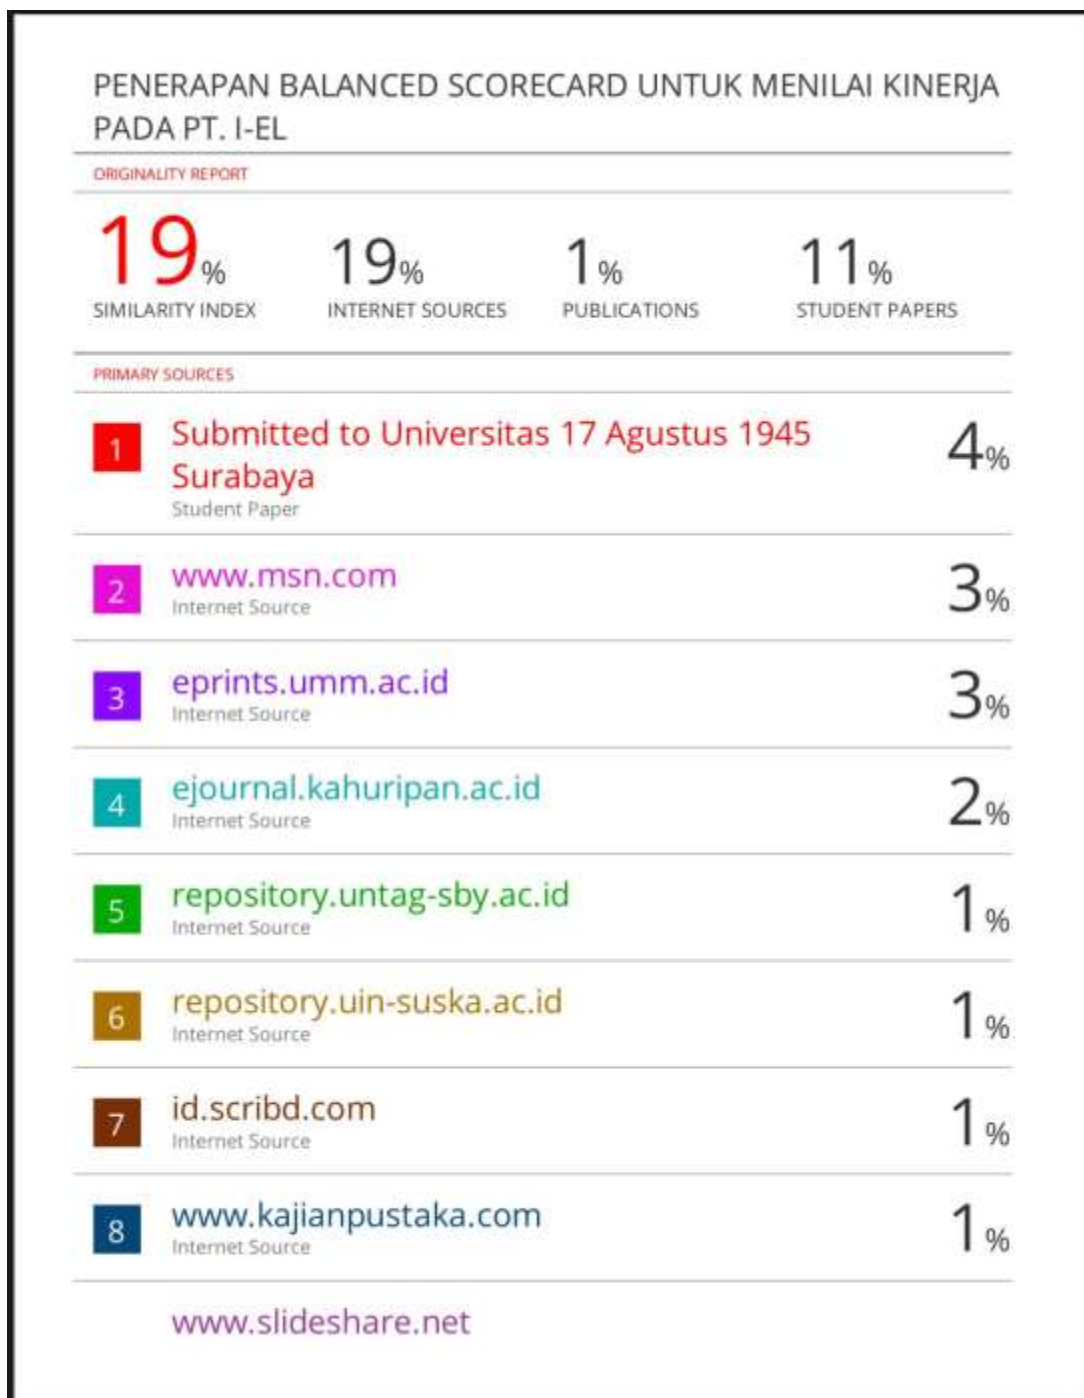 PENERAPAN BALANCED SCORECARD UNTUK MENILAI KINERJA
PADA PT. I-EL
ORIGINALITY REPORT
19% 19% 1% 11%
SIMILARITY INDEX INTERNET SOURCES PUBLICATIONS STUDENT PAPERS
PRIMARY SOURCES
1 Submitted to Universitas 17 Agustus 1945 4%
Surabaya
Student Paper
2 www.msn.com 3%
Internet Source
3 eprints.umm.ac.id 3%
Internet Source
4 ejournal.kahuripan.ac.id 2%
Internet Source
5 repository.untag-sby.ac.id 1%
Internet Source
6 repository.uin-suska.ac.id 1%
Internet Source
7 id.scribd.com 1%
Internet Source
8 www.kajianpustaka.com 1%
Internet Source
www.slideshare.net